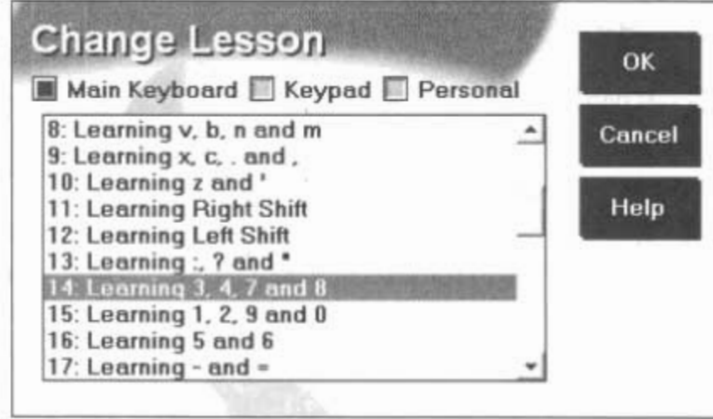 Change Lesson
Main Keyboard Keypad Personal
8: Learning v, b, n and m
9: Learning x, c, . and ,
10: Learning z and '
11: Learning Right Shift
12: Learning Left Shift
13: Learning :, ? and "
14: Learning 3, 4, 7 and 8
15: Learning 1, 2, 9 and 0
16: Learning 5 and 6
17: Learning - and =
OK
Cancel
Help